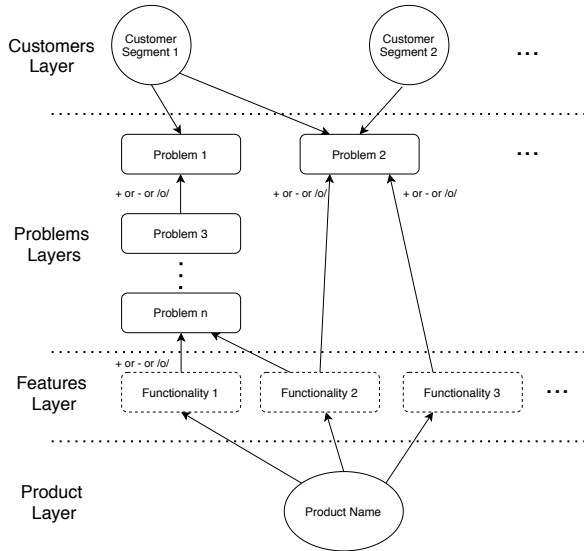 Customers
Layer
Customer
Segment 1
Customer
Segment 2
...
Problem 1
Problem 2
...
+ or - or /o/
+ or - or /o/
+ or - or /o/
Problems
Layers
Problem 3
Problem n
+ or - or /o/
Features
Layer
Functionality 1
Functionality 2
Functionality 3
...
Product
Layer
Product Name